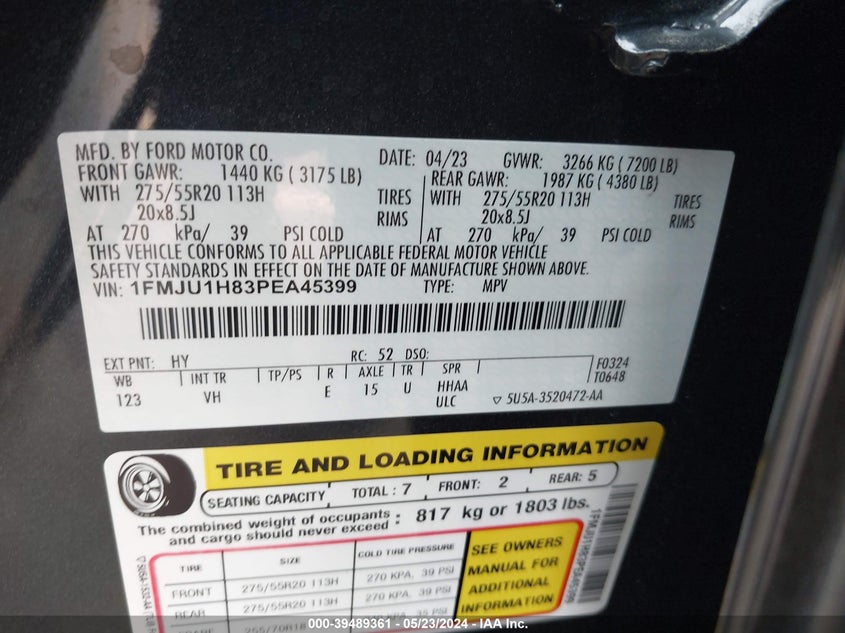 MFD. BY FORD MOTOR CO.
DATE: 04/23 GVWR: 3266 KG ( 7200 LB)
FRONT GAWR: 1440 KG ( 3175 LB)
WITH 275/55R20 113H TIRES
20x8.5J RIMS
AT 270 kPa/ 39 PSI COLD
REAR GAWR: 1987 KG ( 4380 LB)
WITH 275/55R20 113H TIRES
20x8.5J RIMS
AT 270 kPa/ 39 PSI COLD
THIS VEHICLE CONFORMS TO ALL APPLICABLE FEDERAL MOTOR VEHICLE
SAFETY STANDARDS IN EFFECT ON THE DATE OF MANUFACTURE SHOWN ABOVE.
VIN: 1FMJU1H83PEA45399 TYPE: MPV
EXT PNT: HY RC: 52 DSO:
WB INT TR TP/PS R AXLE TR SPR
123 VH E 15 U HHAA
ULC
F0324
T0648
▽ 5U5A-3520472-AA
TIRE AND LOADING INFORMATION
SEATING CAPACITY TOTAL : 7 FRONT: 2 REAR: 5
The combined weight of occupants
and cargo should never exceed : 817 kg or 1803 lbs.
TIRE SIZE COLD TIRE PRESSURE
FRONT 275/55R20 113H 270 KPA, 39 PSI
REAR 275/55R20 113H 270 KPA, 39 PSI
255/70R18 35 PSI
SEE OWNERS
MANUAL FOR
ADDITIONAL
INFORMATION
1FMJU1H83PEA45399
000-39489361 - 05/23/2024 - IAA Inc.